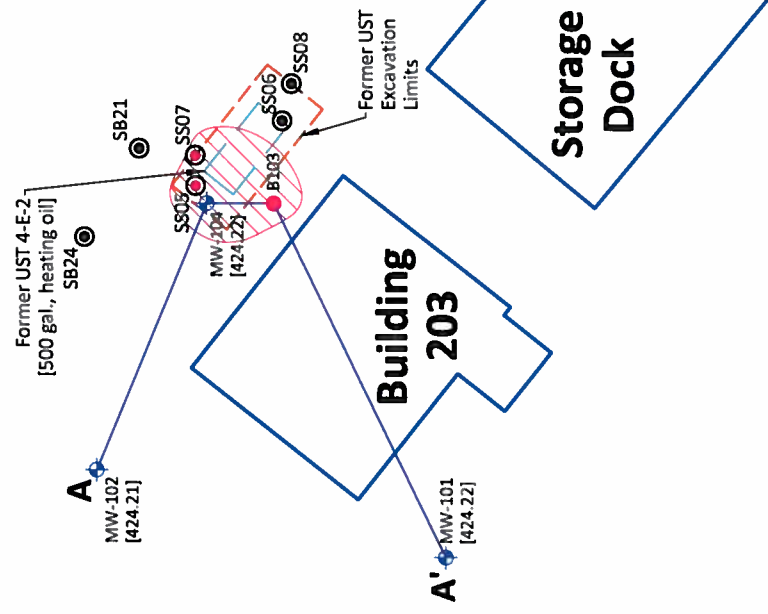 Former UST 4-E-2
[500 gal., heating oil]
SB24
SB21
SS07
SS05
SS06
SS08
B103
MW-104
[424.22]
Former UST
Excavation
Limits
A
MW-102
[424.21]
A'
MW-101
[424.22]
Building
203
Storage
Dock